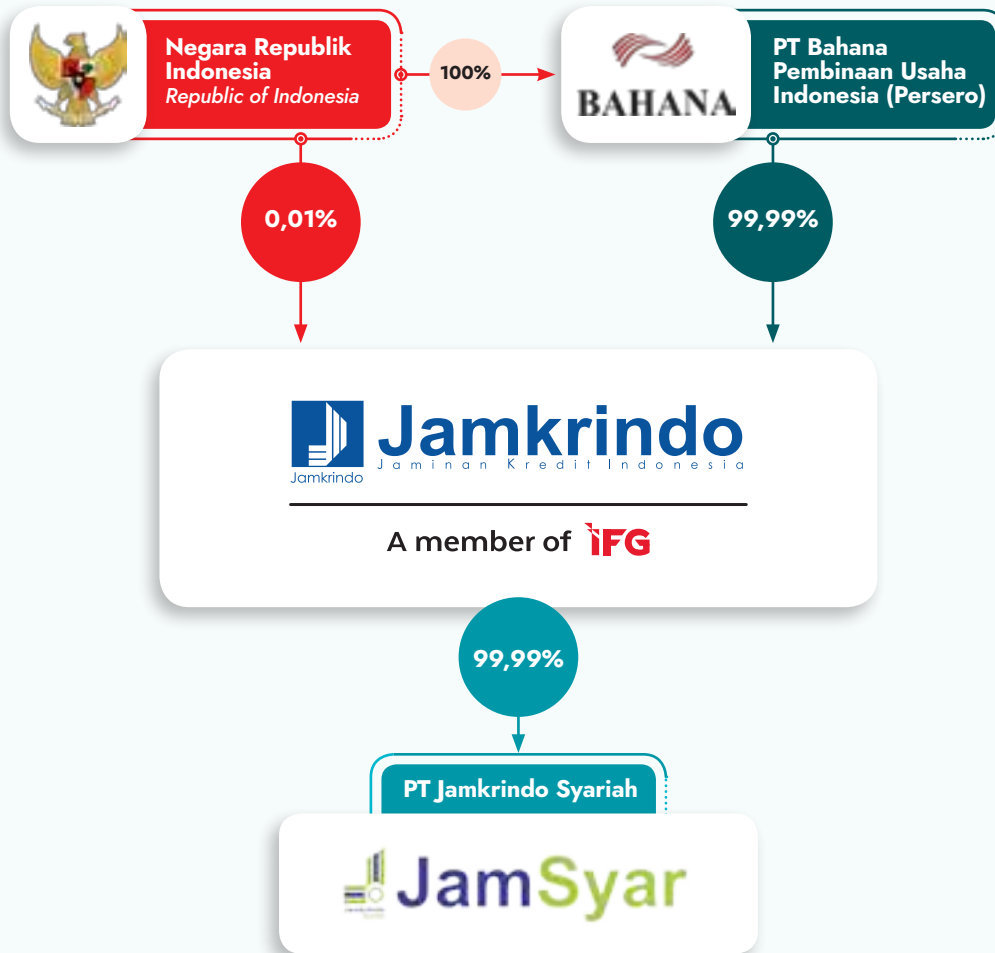 Negara Republik
Indonesia
Republic of Indonesia
100%
BAHANA
PT Bahana
Pembinaan Usaha
Indonesia (Persero)
0,01%
99,99%
Jamkrindo
Jamkrindo
Jaminan Kredit Indonesia
A member of IFG
99,99%
PT Jamkrindo Syariah
JamSyar